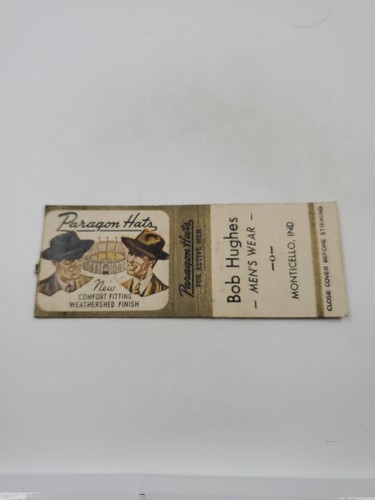 Paragon Hats
New
COMFORT FITTING
WEATHERSHED FINISH
Paragon Hats
FOR ACTIVE MEN
Bob Hughes
— MEN'S WEAR —
—O—
MONTICELLO, IND.
CLOSE COVER BEFORE STRIKING